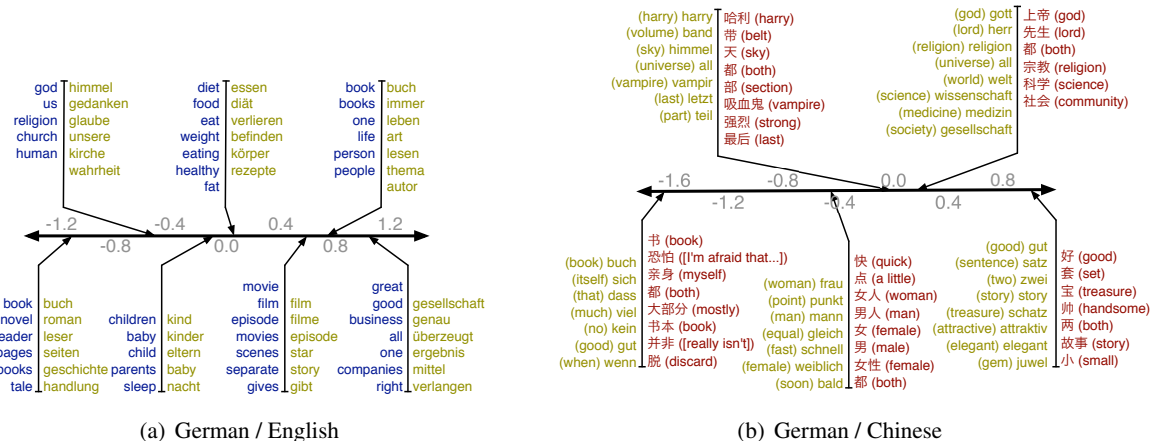 god himmel
us gedanken
religion glaube
church unsere
human kirche
wahrheit
diet essen
food diät
eat verlieren
weight befinden
eating körper
healthy rezepte
fat
book buch
books immer
one leben
life art
person lesen
people thema
autor
-1.2 -0.4 0.4 1.2
-0.8 0.0 0.8
book buch
novel roman
eader leser
pages seiten
ooks geschichte
tale handlung
children kind
baby kinder
child eltern
parents baby
sleep nacht
movie
film film
episode filme
movies episode
scenes star
separate story
gives gibt
great
good gesellschaft
business genau
all überzeugt
one ergebnis
companies mittel
right verlangen
(a) German / English
(harry) harry 哈利 (harry)
(volume) band 带 (belt)
(sky) himmel 天 (sky)
(universe) all 都 (both)
(vampire) vampir 部 (section)
(last) letzt 吸血鬼 (vampire)
(part) teil 强烈 (strong)
最后 (last)
(god) gott 上帝 (god)
(lord) herr 先生 (lord)
(religion) religion 都 (both)
(universe) all 宗教 (religion)
(world) welt 科学 (science)
(science) wissenschaft 社会 (community)
(medicine) medizin
(society) gesellschaft
-1.6 -0.8 0.0 0.8
-1.2 -0.4 0.4
书 (book)
(book) buch 恐怕 ([I'm afraid that...])
(itself) sich 亲身 (myself)
(that) dass 都 (both)
(much) viel 大部分 (mostly)
(no) kein 书本 (book)
(good) gut 并非 ([really isn't])
(when) wenn 脱 (discard)
快 (quick)
(woman) frau 点 (a little)
(point) punkt 女人 (woman)
(man) mann 男人 (man)
(equal) gleich 女 (female)
(fast) schnell 男 (male)
(female) weiblich 女性 (female)
(soon) bald 都 (both)
(good) gut 好 (good)
(sentence) satz 套 (set)
(two) zwei 宝 (treasure)
(story) story 帅 (handsome)
(treasure) schatz 两 (both)
(attractive) attraktiv 故事 (story)
(elegant) elegant 小 (small)
(gem) juwel
(b) German / Chinese